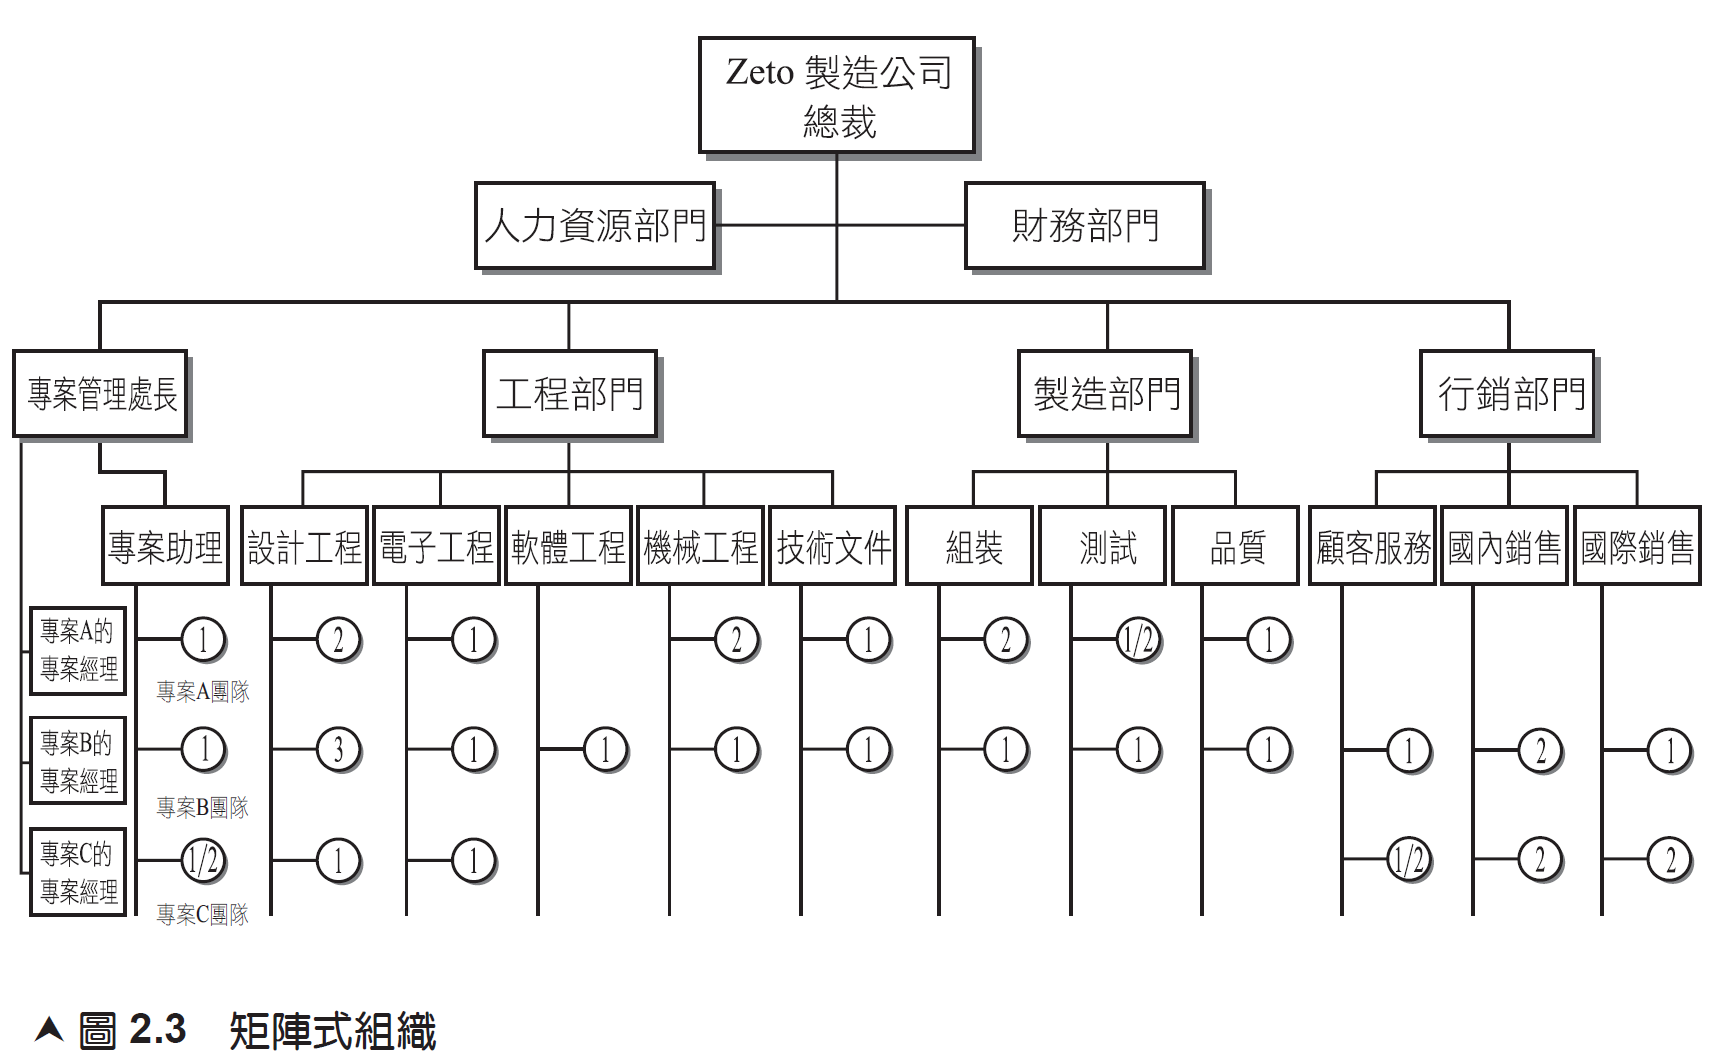 Zeto 製造公司
總裁
人力資源部門
財務部門
專案管理處長
工程部門
製造部門
行銷部門
專案助理
設計工程
電子工程
軟體工程
機械工程
技術文件
組裝
測試
品質
顧客服務
國內銷售
國際銷售
專案A的
專案經理
1
2
1
2
1
2
1/2
1
專案A團隊
專案B的
專案經理
1
3
1
1
1
1
1
1
1
1
2
1
專案B團隊
專案C的
專案經理
1/2
1
1
1/2
2
2
專案C團隊
圖 2.3 矩陣式組織